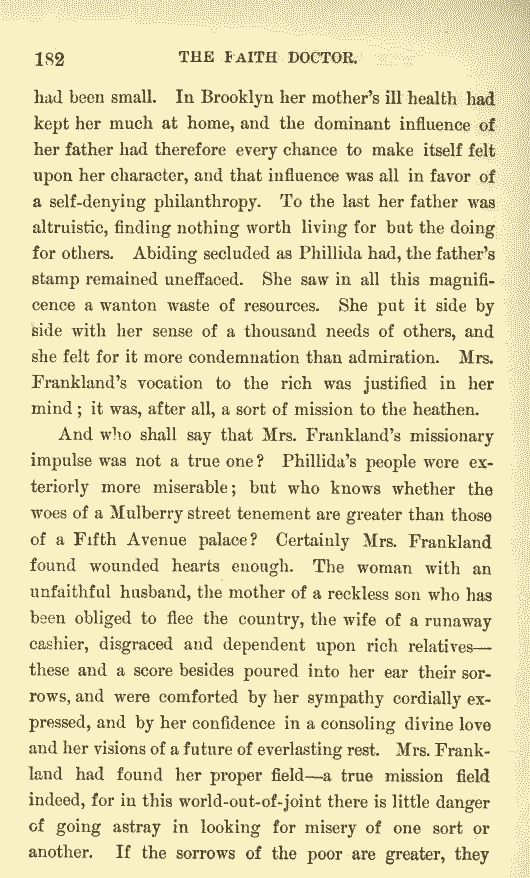 182 THE FAITH DOCTOR.
had been small. In Brooklyn her mother's ill health had
kept her much at home, and the dominant influence of
her father had therefore every chance to make itself felt
upon her character, and that influence was all in favor of
a self-denying philanthropy. To the last her father was
altruistic, finding nothing worth living for but the doing
for others. Abiding secluded as Phillida had, the father's
stamp remained uneffaced. She saw in all this magnifi-
cence a wanton waste of resources. She put it side by
side with her sense of a thousand needs of others, and
she felt for it more condemnation than admiration. Mrs.
Frankland's vocation to the rich was justified in her
mind; it was, after all, a sort of mission to the heathen.
And who shall say that Mrs. Frankland's missionary
impulse was not a true one? Phillida's people were ex-
teriorly more miserable; but who knows whether the
woes of a Mulberry street tenement are greater than those
of a Fifth Avenue palace? Certainly Mrs. Frankland
found wounded hearts enough. The woman with an
unfaithful husband, the mother of a reckless son who has
been obliged to flee the country, the wife of a runaway
cashier, disgraced and dependent upon rich relatives—
these and a score besides poured into her ear their sor-
rows, and were comforted by her sympathy cordially ex-
pressed, and by her confidence in a consoling divine love
and her visions of a future of everlasting rest. Mrs. Frank-
land had found her proper field—a true mission field
indeed, for in this world-out-of-joint there is little danger
of going astray in looking for misery of one sort or
another. If the sorrows of the poor are greater, they